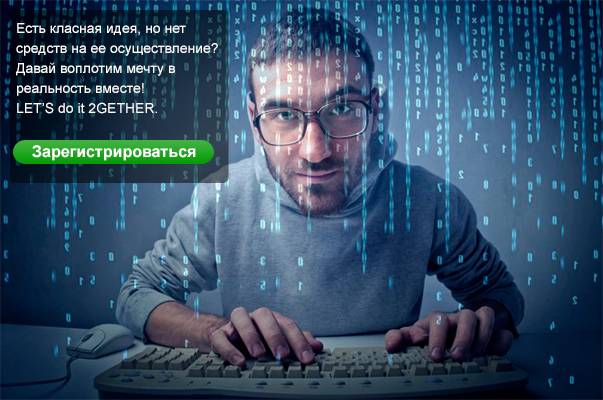 Есть класная идея, но нет
средств на ее осуществление?
Давай воплотим мечту в
реальность вместе!
LET'S do it 2GETHER.
Зарегистрироваться